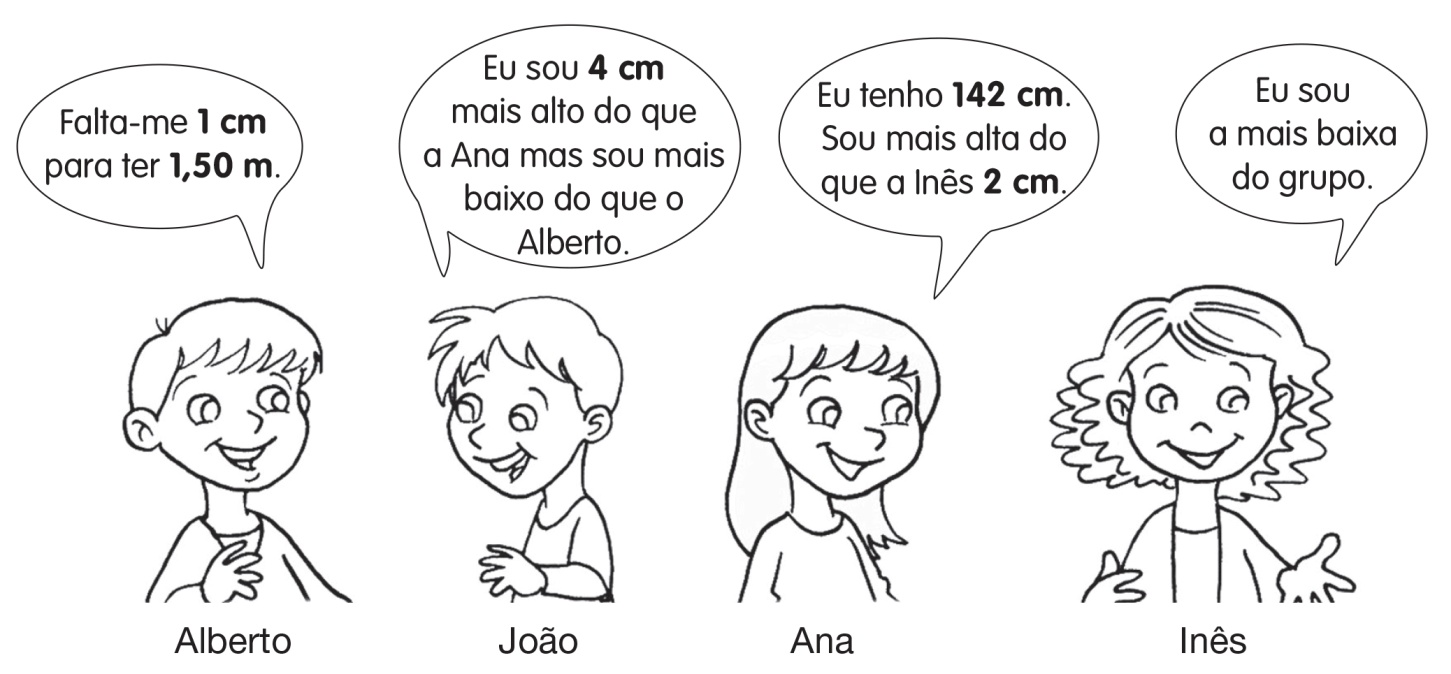 Falta-me 1 cm
para ter 1,50 m.
Eu sou 4 cm
mais alto do que
a Ana mas sou mais
baixo do que o
Alberto.
Eu tenho 142 cm.
Sou mais alta do
que a Inês 2 cm.
Eu sou
a mais baixa
do grupo.
Alberto
João
Ana
Inês